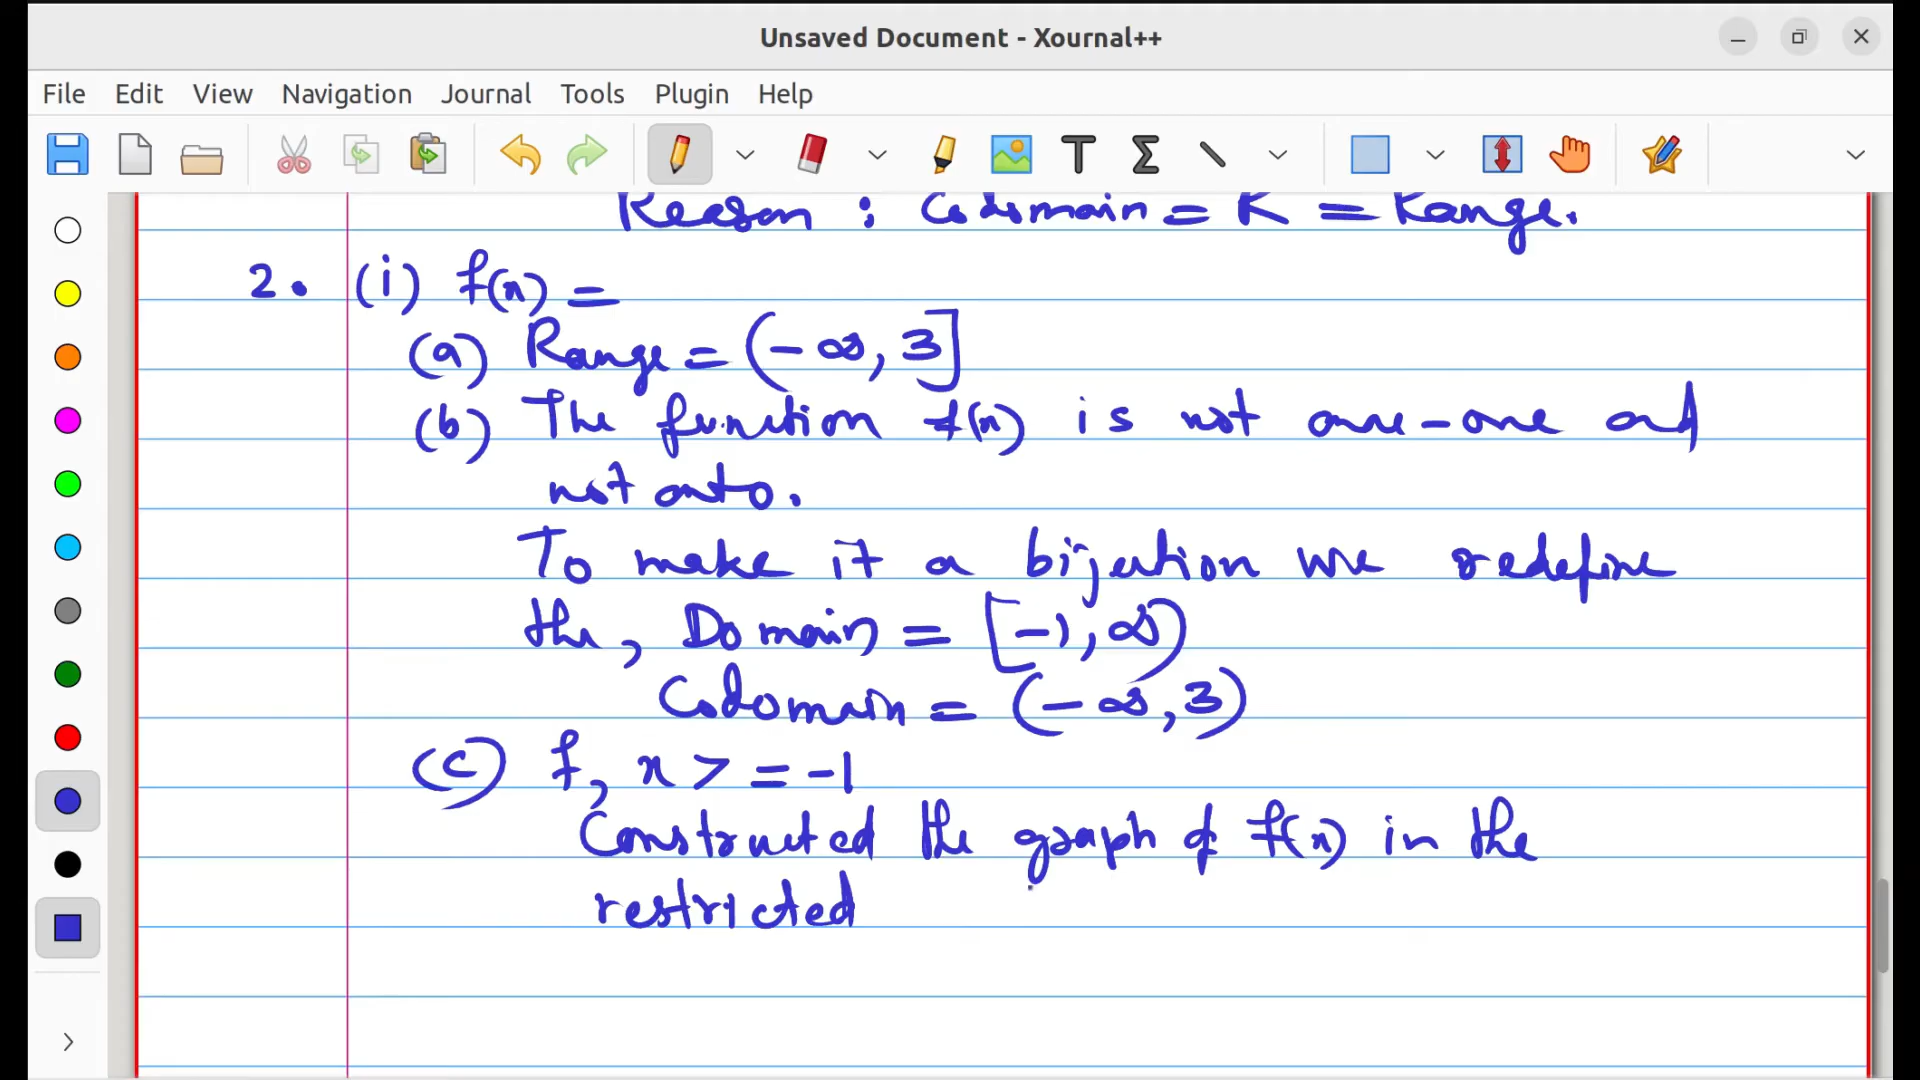 Unsaved Document - Xournal++
File Edit View Navigation Journal Tools Plugin Help
Reason : Codomain = R = Range.
2. (i) f(x) =
(a) Range = (-∞, 3]
(b) The function f(x) is not one-one and
not onto.
To make it a bijection we redefine
the, Domain = [-1, ∞)
Codomain = (-∞, 3)
(c) f, x > = -1
Constructed the graph of f(x) in the
restricted